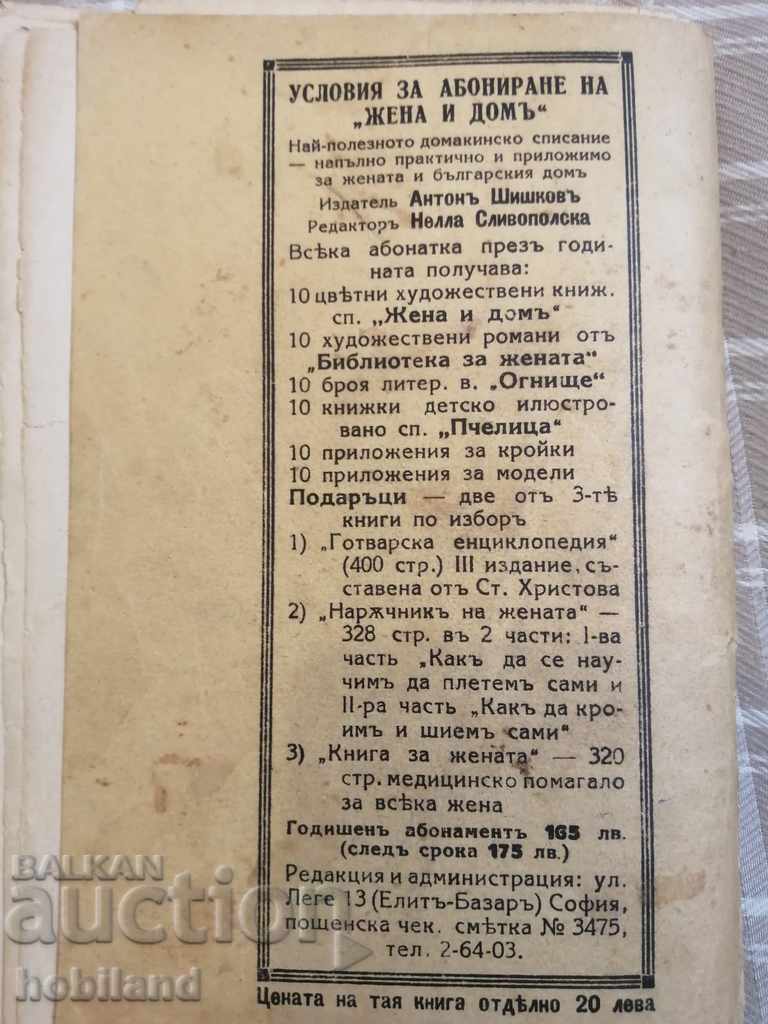 УСЛОВИЯ ЗА АБОНИРАНЕ НА
„ЖЕНА И ДОМЪ“
Най-полезното домакинско списание
— напълно практично и приложимо
за жената и българския домъ
Издатель Антонъ Шишковъ
Редакторъ Нелла Сливополска
Всѣка абонатка презъ годи-
ната получава:
10 цвѣтни художествени книж.
сп. „Жена и домъ“
10 художествени романи отъ
„Библиотека за жената“
10 броя литер. в. „Огнище“
10 книжки детско илюстро-
вано сп. „Пчелица“
10 приложения за кройки
10 приложения за модели
Подаръци — две отъ 3-тѣ
книги по изборъ
1) „Готварска енциклопедия“
(400 стр.) III издание, съ-
ставена отъ Ст. Христова
2) „Нарѫчникъ на жената“ —
328 стр. въ 2 части: I-ва
часть „Какъ да се нау-
чимъ да плетемъ сами и
II-ра часть „Какъ да кро-
имъ и шиемъ сами“
3) „Книга за жената“ — 320
стр. медицинско помагало
за всѣка жена
Годишенъ абонаментъ 165 лв.
(следъ срока 175 лв.)
Редакция и администрация: ул.
Леге 13 (Елитъ-Базаръ) София,
пощенска чек. смѣтка № 3475,
тел. 2-64-03.
Цената на тая книга отдѣлно 20 лева
BALKAN
auction
hobiland